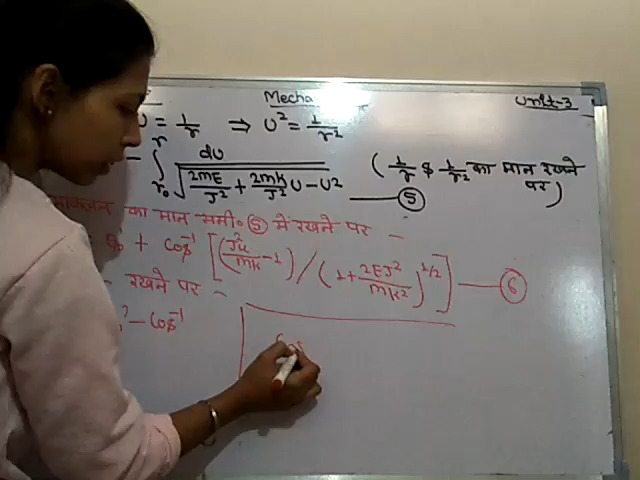 Mecha
Unit-3
U = 1/r ⇒ U² = 1/r²
- ∫ r₀ r dU / √(2mE/J² + 2mK/J² U - U²) (1/r & 1/r² का मान रखने पर) — ⑤
का मान समी॰ ⑤ में रखने पर -
+ Cos⁻¹ [(J²u/mk - 1) / (1 + 2EJ²/mk²)^1/2] — ⑥
रखने पर -
- Cos⁻¹